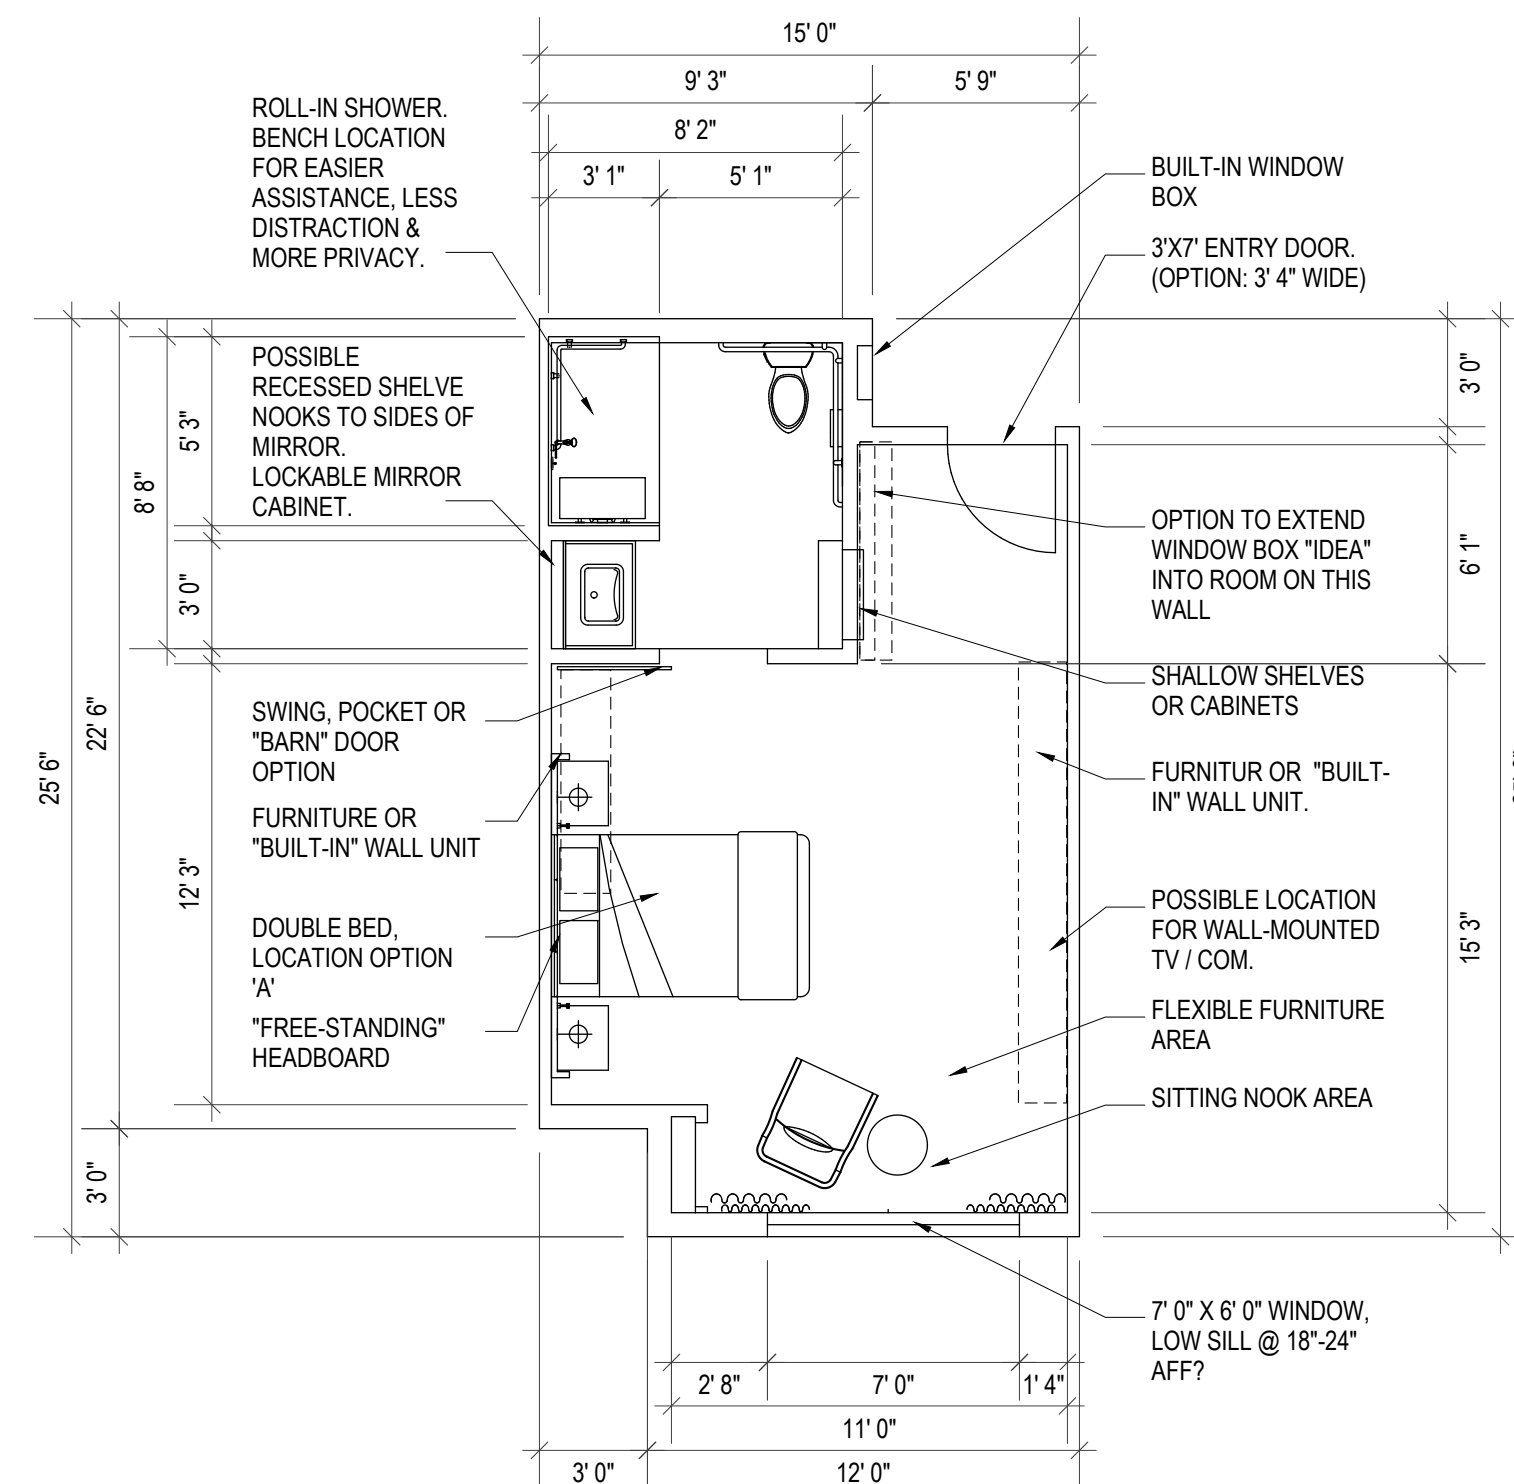 15' 0"
9' 3"
5' 9"
8' 2"
3' 1"
5' 1"
ROLL-IN SHOWER.
BENCH LOCATION
FOR EASIER
ASSISTANCE, LESS
DISTRACTION &
MORE PRIVACY.
BUILT-IN WINDOW
BOX
3'X7' ENTRY DOOR.
(OPTION: 3' 4" WIDE)
POSSIBLE
RECESSED SHELVE
NOOKS TO SIDES OF
MIRROR.
LOCKABLE MIRROR
CABINET.
5' 3"
8' 8"
3' 0"
22' 6"
25' 6"
12' 3"
3' 0"
3' 0"
6' 1"
15' 3"
OPTION TO EXTEND
WINDOW BOX "IDEA"
INTO ROOM ON THIS
WALL
SHALLOW SHELVES
OR CABINETS
SWING, POCKET OR
"BARN" DOOR
OPTION
FURNITUR OR "BUILT-
IN" WALL UNIT.
FURNITURE OR
"BUILT-IN" WALL UNIT
POSSIBLE LOCATION
FOR WALL-MOUNTED
TV / COM.
DOUBLE BED,
LOCATION OPTION
'A'
FLEXIBLE FURNITURE
AREA
"FREE-STANDING"
HEADBOARD
SITTING NOOK AREA
7' 0" X 6' 0" WINDOW,
LOW SILL @ 18"-24"
AFF?
2' 8"
7' 0"
1' 4"
11' 0"
3' 0"
12' 0"